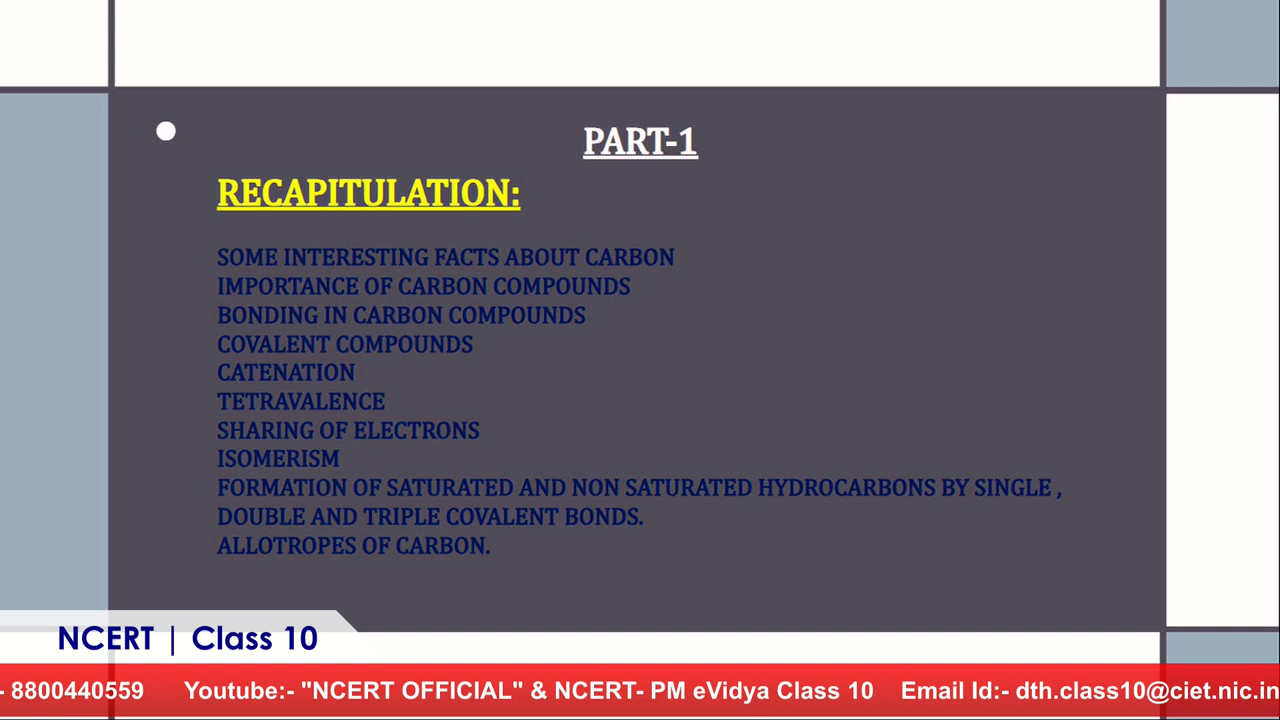 PART-1
RECAPITULATION:
SOME INTERESTING FACTS ABOUT CARBON
IMPORTANCE OF CARBON COMPOUNDS
BONDING IN CARBON COMPOUNDS
COVALENT COMPOUNDS
CATENATION
TETRAVALENCE
SHARING OF ELECTRONS
ISOMERISM
FORMATION OF SATURATED AND NON SATURATED HYDROCARBONS BY SINGLE ,
DOUBLE AND TRIPLE COVALENT BONDS.
ALLOTROPES OF CARBON.
NCERT | Class 10
- 8800440559 Youtube:- "NCERT OFFICIAL" & NCERT- PM eVidya Class 10 Email Id:- dth.class10@ciet.nic.in